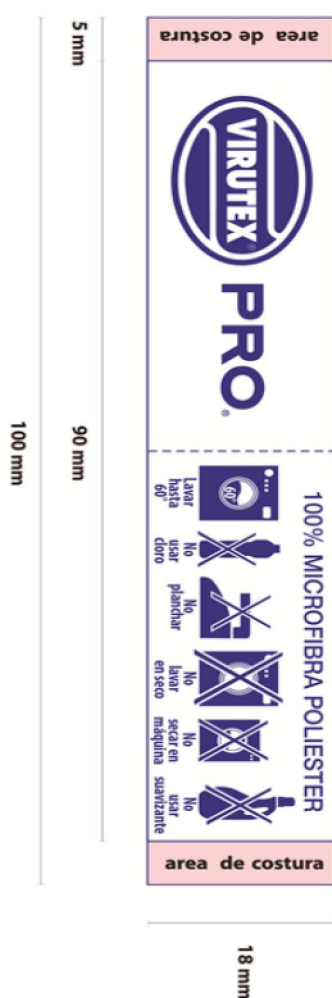 area de costura
5 mm
VIRUTEX®
PRO®
90 mm
100 mm
100% MICROFIBRA POLIESTER
60°
Lavar
hasta
60°
No
usar
cloro
No
planchar
No
lavar
en seco
No
secar en
máquina
No
usar
suavizante
area de costura
18 mm